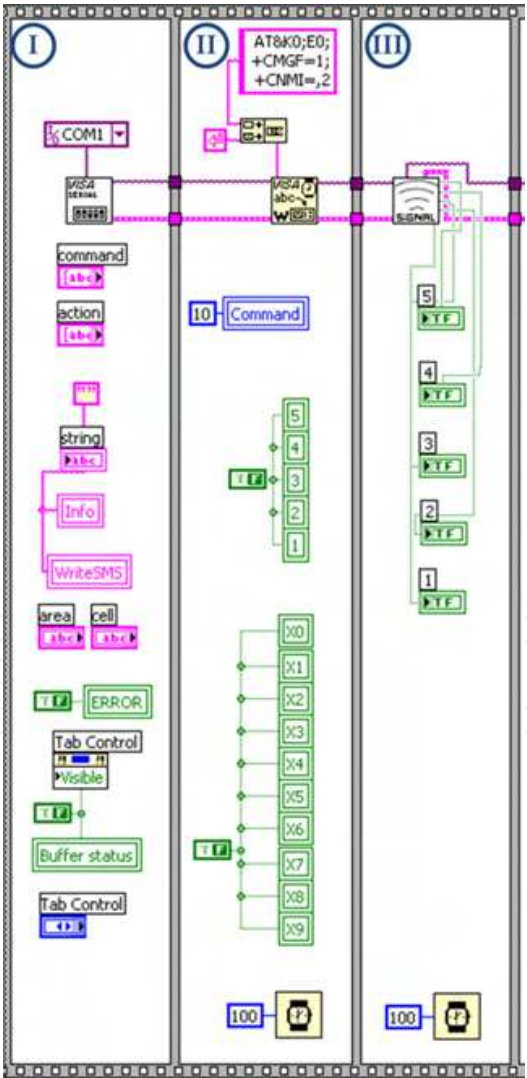 I
COM1
VISA
SERIAL
command
abc
action
abc
string
abc
Info
WriteSMS
area
cell
abc
abc
T F
ERROR
Tab Control
Visible
T F
Buffer status
Tab Control
II
AT&K0;E0;
+CMGF=1;
+CNMI=,2
VISA
abc
W
10
Command
5
4
3
2
1
T F
X0
X1
X2
X3
X4
X5
X6
X7
X8
X9
T F
100
III
SIGNAL
5
TF
4
TF
3
TF
2
TF
1
TF
100